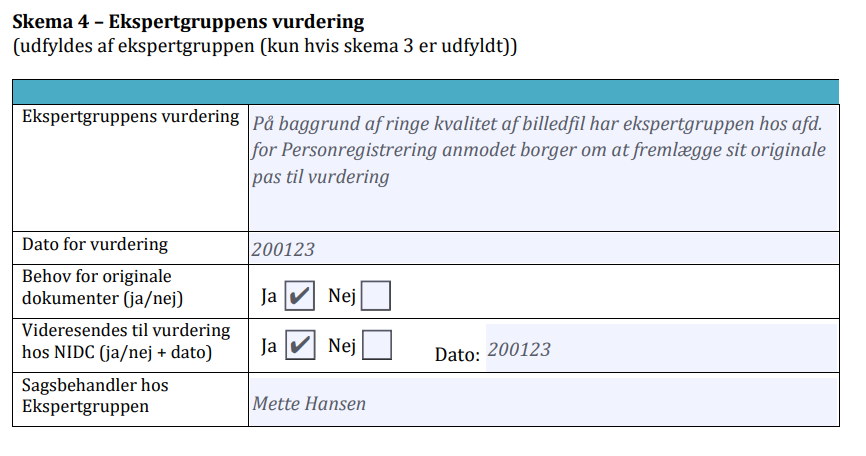 Skema 4 – Ekspertgruppens vurdering
(udfyldes af ekspertgruppen (kun hvis skema 3 er udfyldt))
Ekspertgruppens vurdering
På baggrund af ringe kvalitet af billedfil har ekspertgruppen hos afd.
for Personregistrering anmodet borger om at fremlægge sit originale
pas til vurdering
Dato for vurdering
200123
Behov for originale
dokumenter (ja/nej)
Ja ✔ Nej
Videresendes til vurdering
hos NIDC (ja/nej + dato)
Ja ✔ Nej Dato: 200123
Sagsbehandler hos
Ekspertgruppen
Mette Hansen